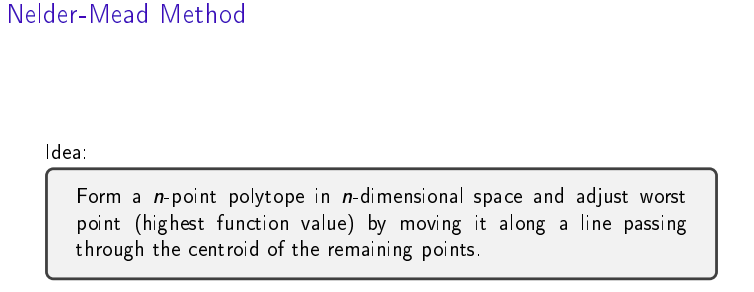 Nelder-Mead Method
Idea:
Form a n-point polytope in n-dimensional space and adjust worst
point (highest function value) by moving it along a line passing
through the centroid of the remaining points.